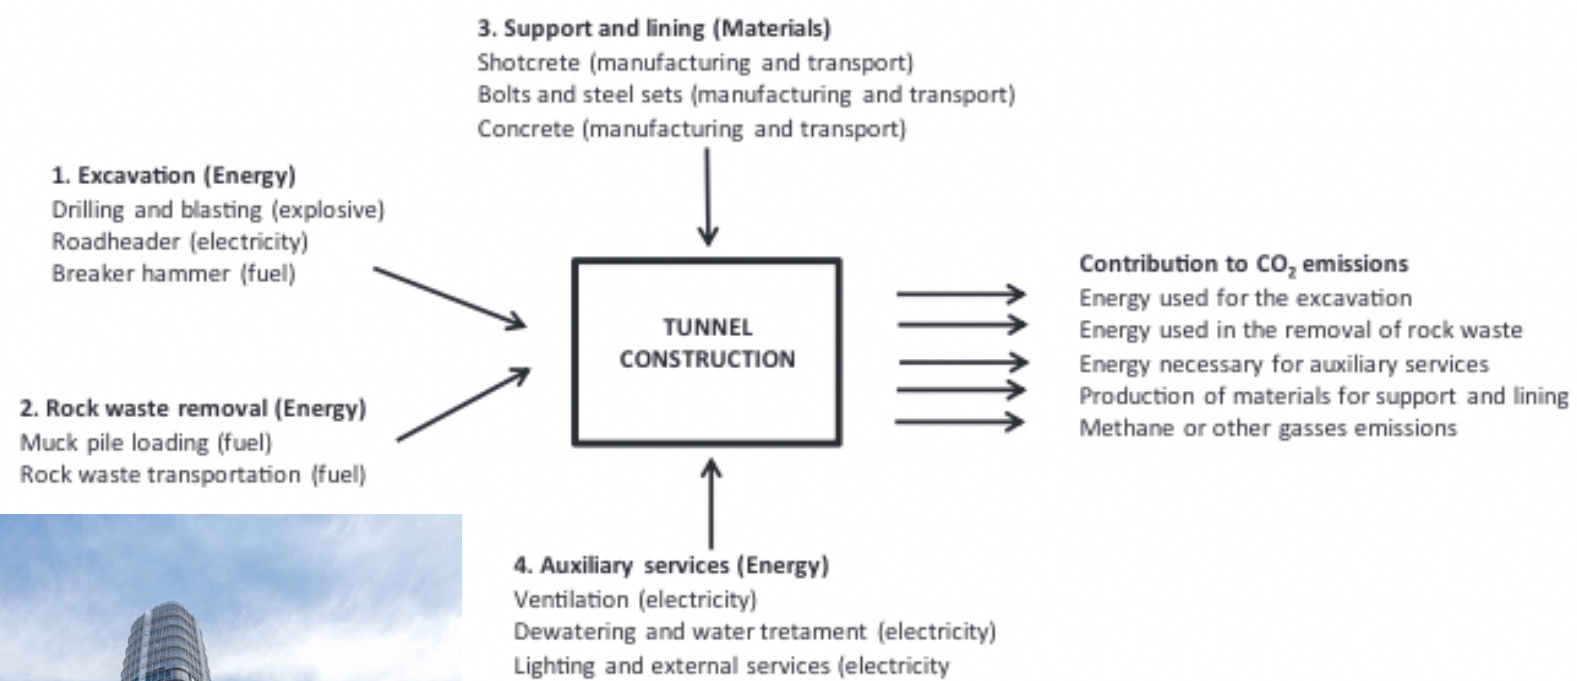 3. Support and lining (Materials)
Shotcrete (manufacturing and transport)
Bolts and steel sets (manufacturing and transport)
Concrete (manufacturing and transport)
1. Excavation (Energy)
Drilling and blasting (explosive)
Roadheader (electricity)
Breaker hammer (fuel)
TUNNEL
CONSTRUCTION
Contribution to CO₂ emissions
Energy used for the excavation
Energy used in the removal of rock waste
Energy necessary for auxiliary services
Production of materials for support and lining
Methane or other gasses emissions
2. Rock waste removal (Energy)
Muck pile loading (fuel)
Rock waste transportation (fuel)
4. Auxiliary services (Energy)
Ventilation (electricity)
Dewatering and water tretament (electricity)
Lighting and external services (electricity